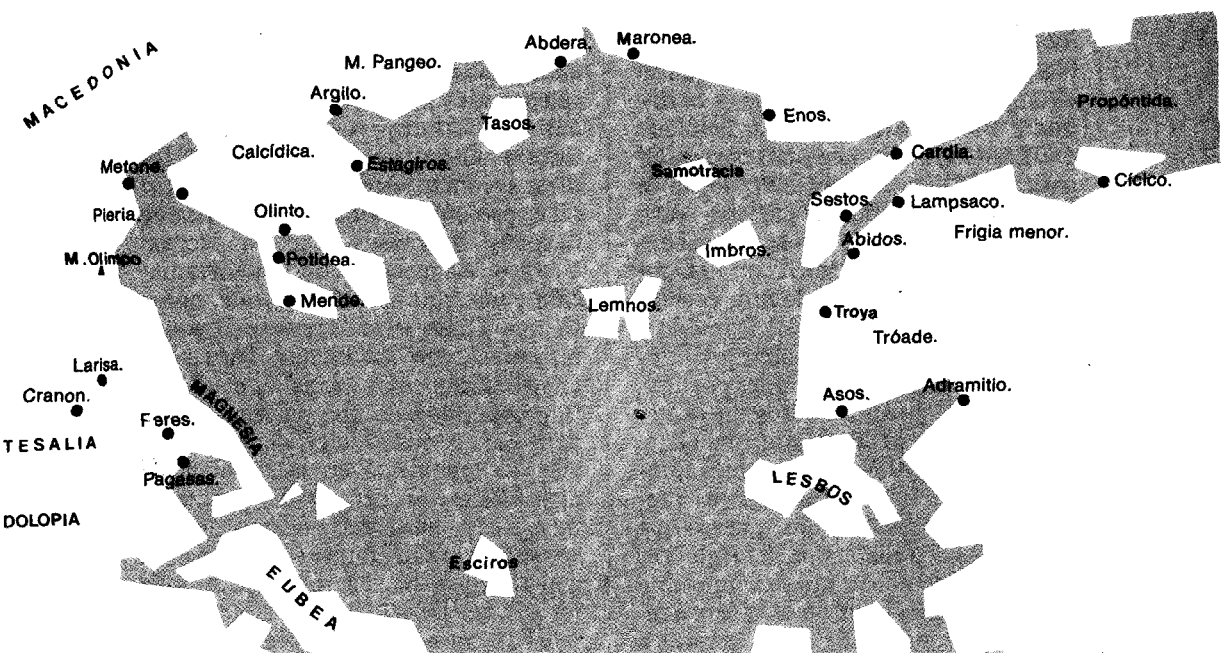 MACEDONIA
M. Pangeo.
Abdera.
Maronea.
Argilo.
Tasos.
Enos.
Propóntida.
Calcídica.
Estagiros.
Samotracia
Cardia.
Metone.
Cícico.
Pieria.
Olinto.
Sestos.
Lampsaco.
Imbros.
Abidos.
Frigia menor.
M. Olimpo
Potidea.
Mende.
Lemnos.
Troya
Tróade.
Larisa.
Cranon.
MAGNESIA
Asos.
Adramitio.
Feres.
TESALIA
Pagasas.
LESBOS
DOLOPIA
Esciros
EUBEA